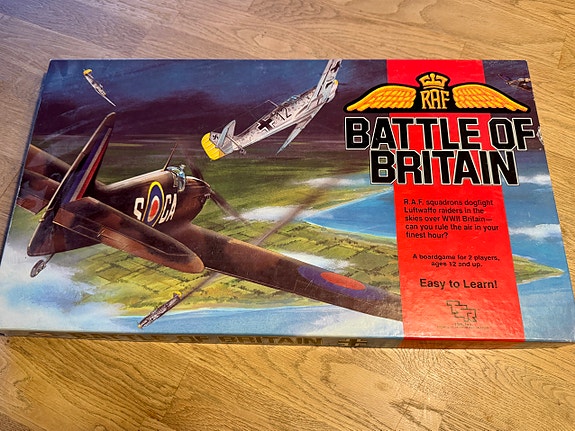 RAF
BATTLE OF
BRITAIN
R.A.F. squadrons dogfight
Luftwaffe raiders in the
skies over WWII Britain—
can you rule the air in your
finest hour?
A boardgame for 2 players,
ages 12 and up.
Easy to Learn!
TSR
S GA
BATTLE OF BRITAIN